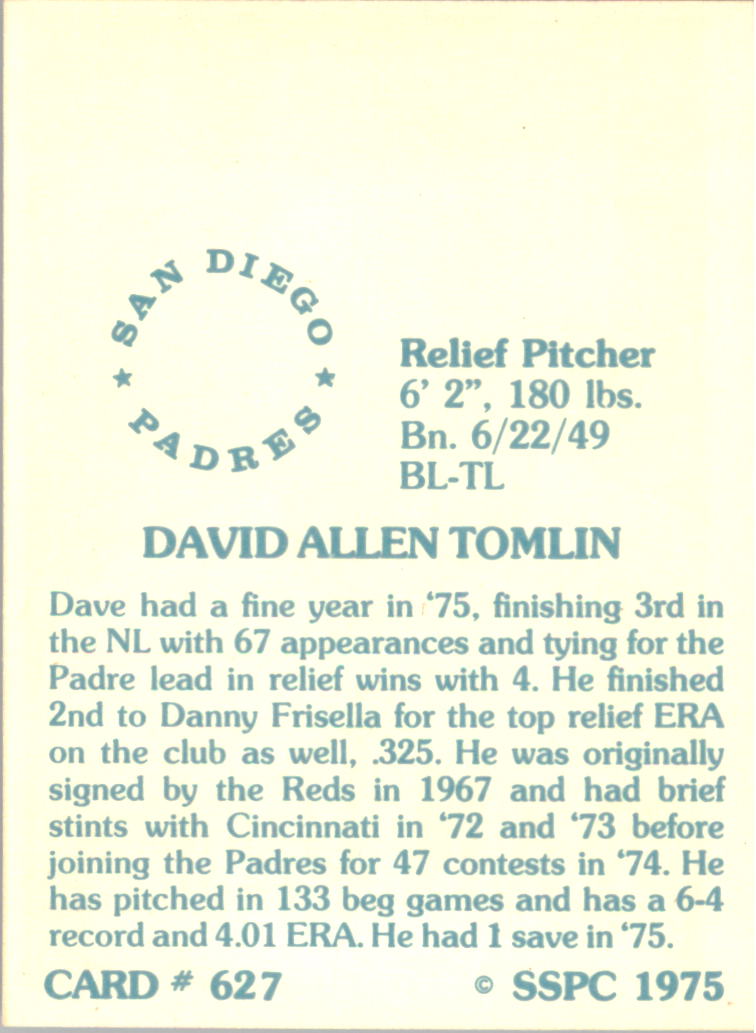 SAN DIEGO
PADRES
Relief Pitcher
6’ 2”, 180 lbs.
Bn. 6/22/49
BL-TL
DAVID ALLEN TOMLIN
Dave had a fine year in ‘75, finishing 3rd in
the NL with 67 appearances and tying for the
Padre lead in relief wins with 4. He finished
2nd to Danny Frisella for the top relief ERA
on the club as well, .325. He was originally
signed by the Reds in 1967 and had brief
stints with Cincinnati in ‘72 and ‘73 before
joining the Padres for 47 contests in ‘74. He
has pitched in 133 beg games and has a 6-4
record and 4.01 ERA. He had 1 save in ‘75.
CARD # 627 © SSPC 1975